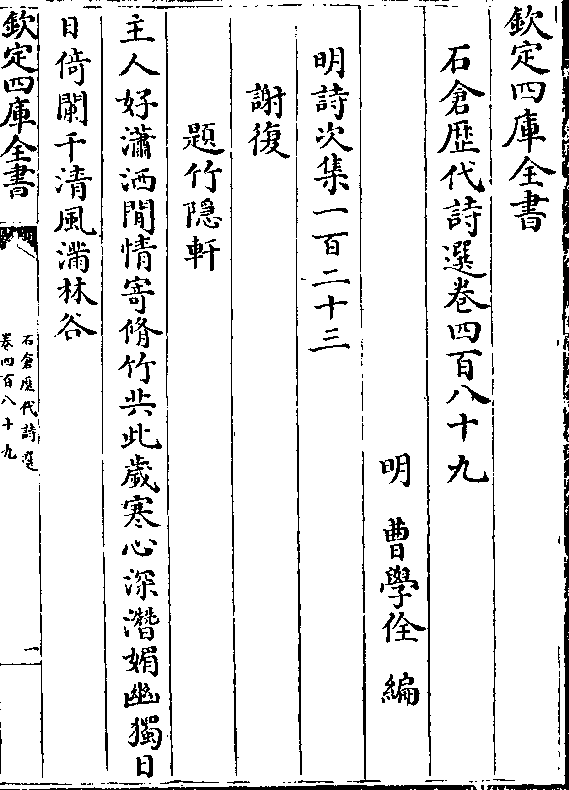 欽定四庫全書
石倉歷代詩選卷四百八十九
明 曹學佺 編
明詩次集一百二十三
謝復
題竹隠軒
主人好瀟洒閒情寄脩竹共此歲寒心深潛媚幽獨日
日倚闌干清風滿林谷
欽定四庫全書
石倉歷代詩選
卷四百八十九
一